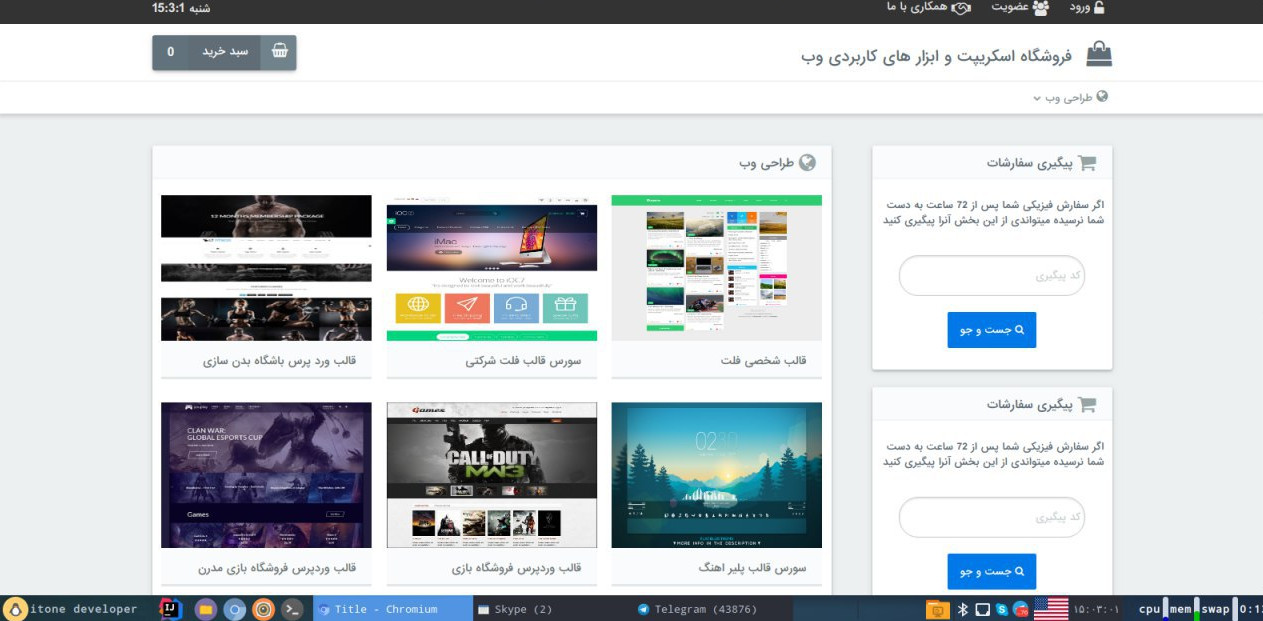 ورود
عضویت
همکاری با ما
شنبه 15:3:1
فروشگاه اسکریپت و ابزار های کاربردی وب
سبد خرید 0
طراحی وب
پیگیری سفارشات
اگر سفارش فیزیکی شما پس از 72 ساعت به دست
شما نرسیده میتواندی از این بخش آنرا پیگیری کنید
کد پیگیری
جست و جو
پیگیری سفارشات
اگر سفارش فیزیکی شما پس از 72 ساعت به دست
شما نرسیده میتواندی از این بخش آنرا پیگیری کنید
کد پیگیری
جست و جو
طراحی وب
قالب شخصی فلت
iMac
Welcome to iOC7
سورس قالب فلت شرکتی
12 MONTHS MEMBERSHIP PACKAGE
قالب ورد پرس باشگاه بدن سازی
▼MORE INFO IN THE DESCRIPTION▼
سورس قالب پلیر اهنگ
Games
CALL OF DUTY
MW3
قالب وردپرس فروشگاه بازی
CLAN WAR:
GLOBAL ESPORTS CUP
Games
قالب وردپرس فروشگاه بازی مدرن
itone developer
Title - Chromium
Skype (2)
Telegram (43876)
۱۵:۰۳:۰۱
cpu mem swap